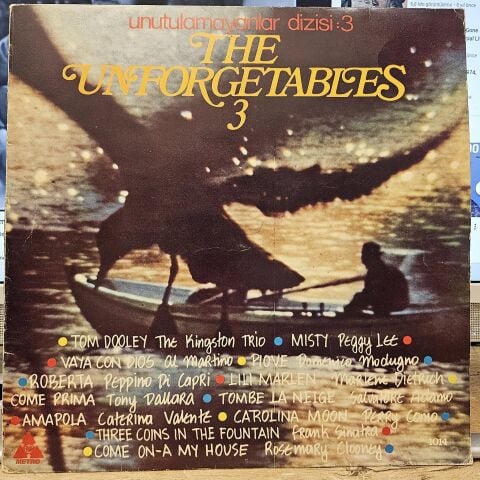 unutulamayanlar dizisi:3
THE
UNFORGETABLES
3
TOM DOOLEY The Kingston Trio MISTY Peggy Lee
VAYA CON DIOS Al Martino PIOVE Domenico Modugno
ROBERTA Peppino Di Capri LILI MARLEN Marlene Dietrich
COME PRIMA Tony Dallara TOMBE LA NEIGE Salvatore Adamo
AMAPOLA Caterina Valente CAROLINA MOON Perry Como
THREE COINS IN THE FOUNTAIN Frank Sinatra
COME ON-A MY HOUSE Rosemary Clooney
METRO
1014